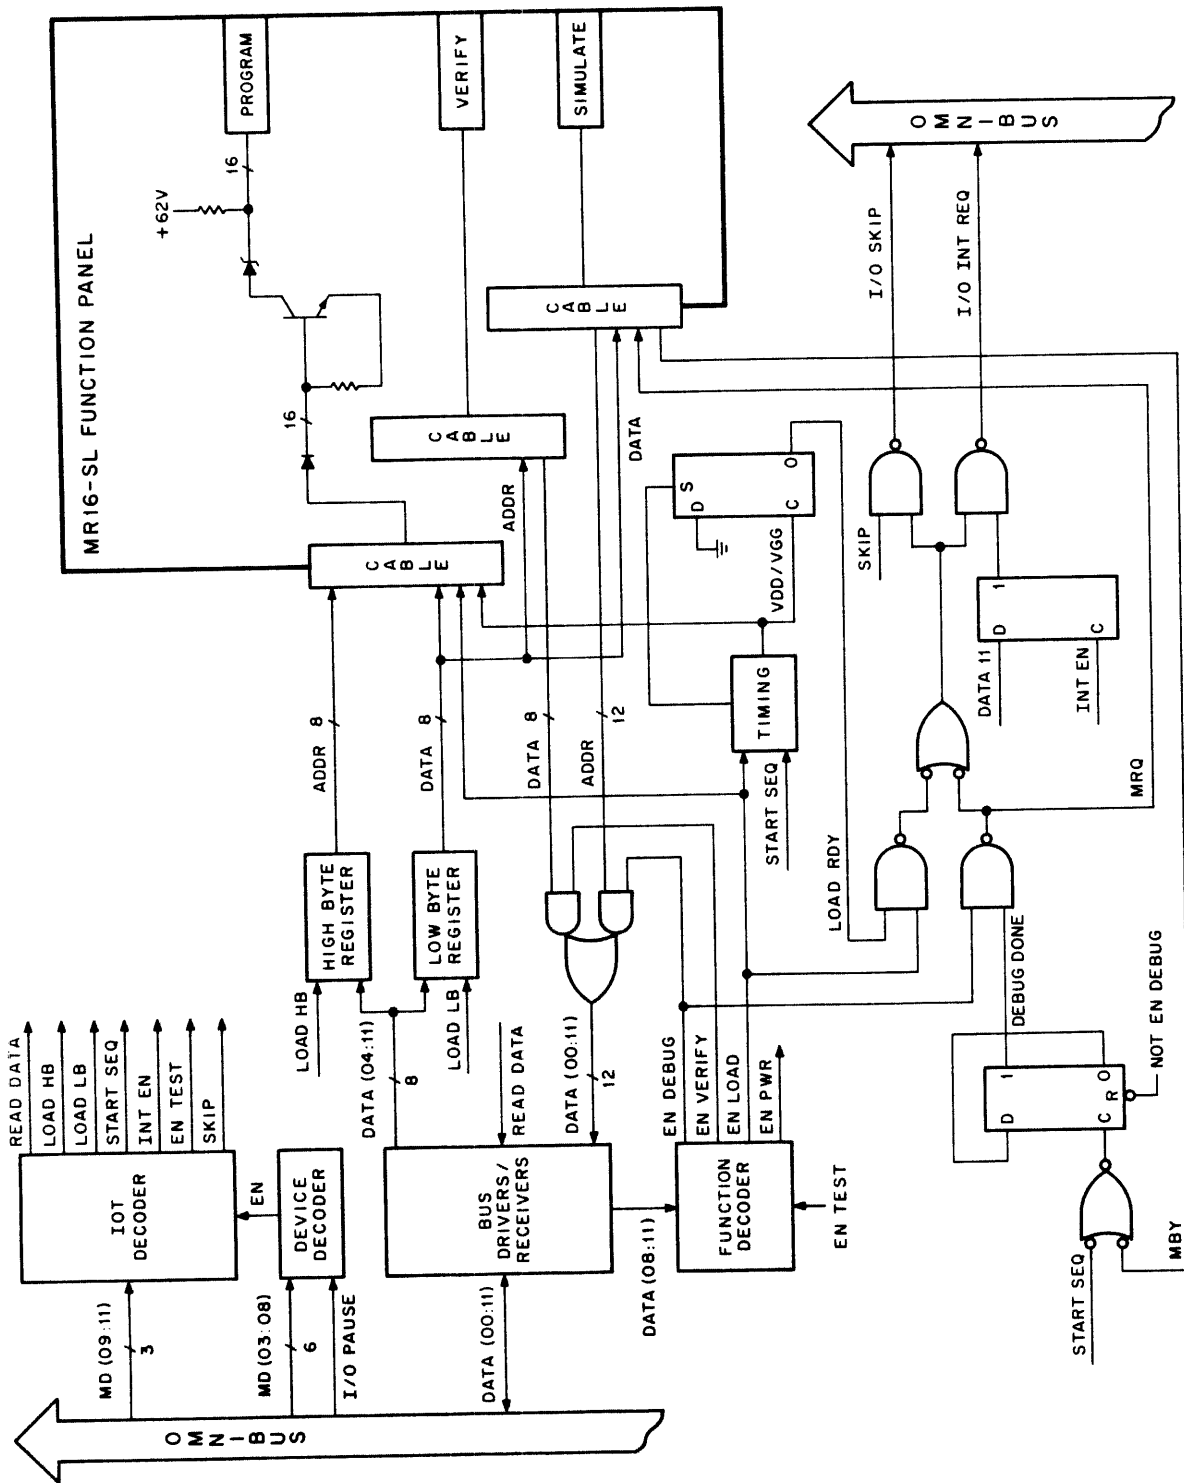 OMNIBUS
MD (09:11)
3
MD (03:08)
6
I/O PAUSE
DATA (00:11)
IOT
DECODER
EN
DEVICE
DECODER
READ DATA
LOAD HB
LOAD LB
START SEQ
INT EN
EN TEST
SKIP
BUS
DRIVERS/
RECEIVERS
DATA (04:11)
8
READ DATA
DATA (00:11)
12
DATA (08:11)
FUNCTION
DECODER
EN TEST
EN DEBUG
EN VERIFY
EN LOAD
EN PWR
LOAD HB
HIGH BYTE
REGISTER
LOAD LB
LOW BYTE
REGISTER
ADDR
8
DATA
8
DATA
8
ADDR
12
START SEQ
TIMING
VDD/VGG
S
D
C
0
LOAD RDY
MR16-SL FUNCTION PANEL
CABLE
16
+62V
16
PROGRAM
ADDR
CABLE
VERIFY
DATA
CABLE
SIMULATE
START SEQ
MBY
D
1
C
R
0
NOT EN DEBUG
DEBUG DONE
MRQ
DATA 11
INT EN
D
1
C
SKIP
I/O SKIP
I/O INT REQ
OMNIBUS